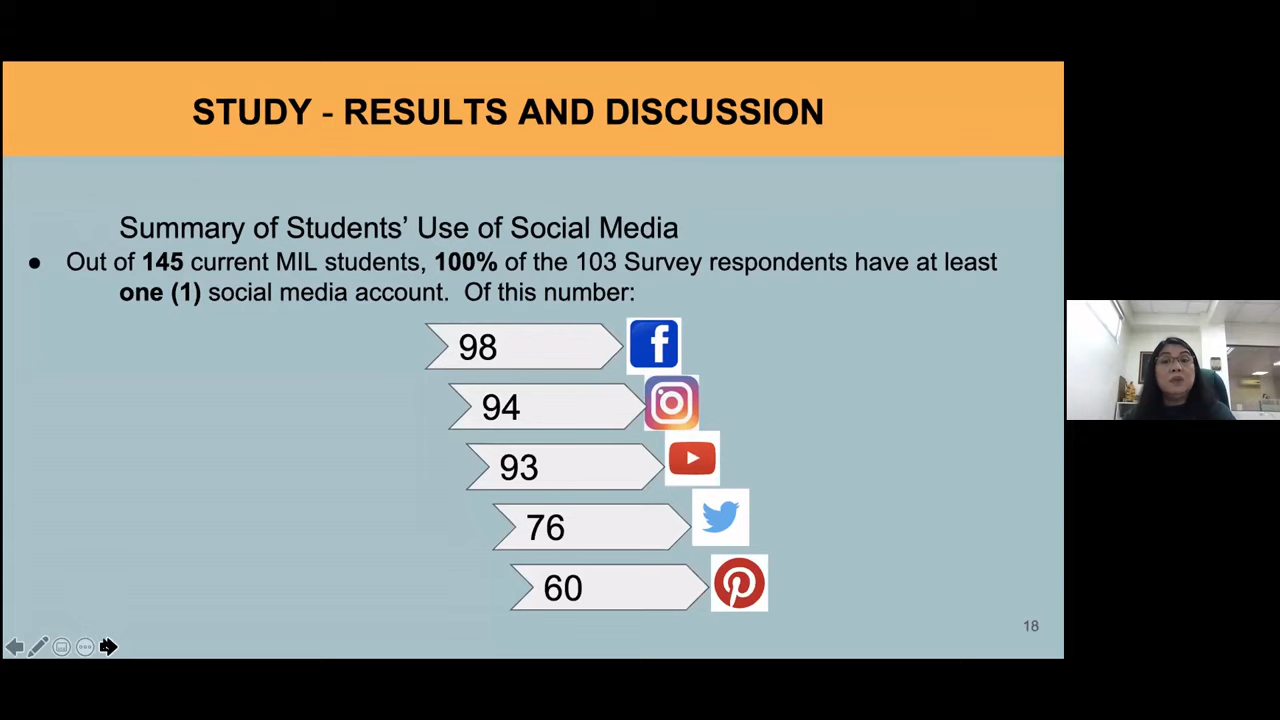 STUDY - RESULTS AND DISCUSSION
Summary of Students’ Use of Social Media
● Out of 145 current MIL students, 100% of the 103 Survey respondents have at least
one (1) social media account. Of this number:
98
94
93
76
60
18